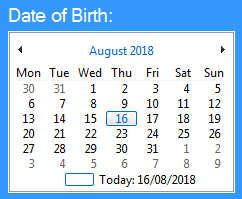 Date of Birth:
August 2018
Mon Tue Wed Thu Fri Sat Sun
30 31 1 2 3 4 5
6 7 8 9 10 11 12
13 14 15 16 17 18 19
20 21 22 23 24 25 26
27 28 29 30 31 1 2
3 4 5 6 7 8 9
Today: 16/08/2018